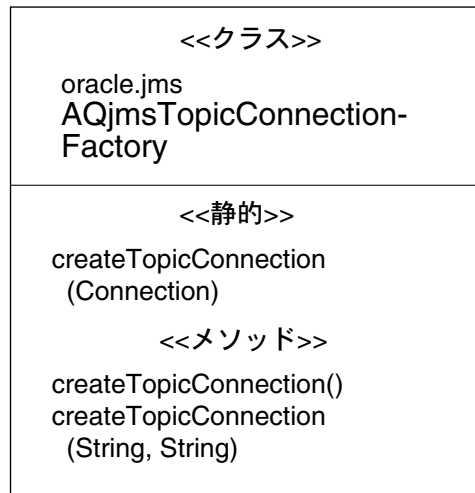 <<クラス>>
oracle.jms
AQjmsTopicConnection-
Factory
<<静的>>
createTopicConnection
(Connection)
<<メソッド>>
createTopicConnection()
createTopicConnection
(String, String)